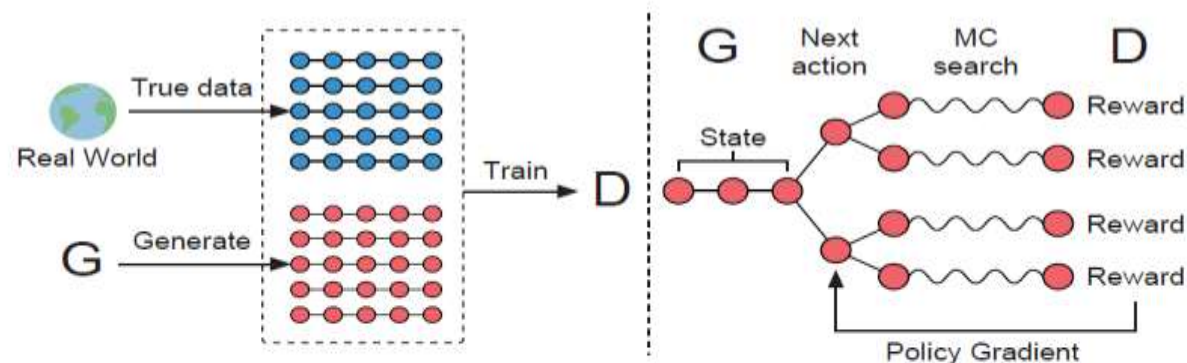 True data
Real World
G
Generate
Train
D
G
Next
action
MC
search
D
State
Reward
Reward
Reward
Reward
Policy Gradient